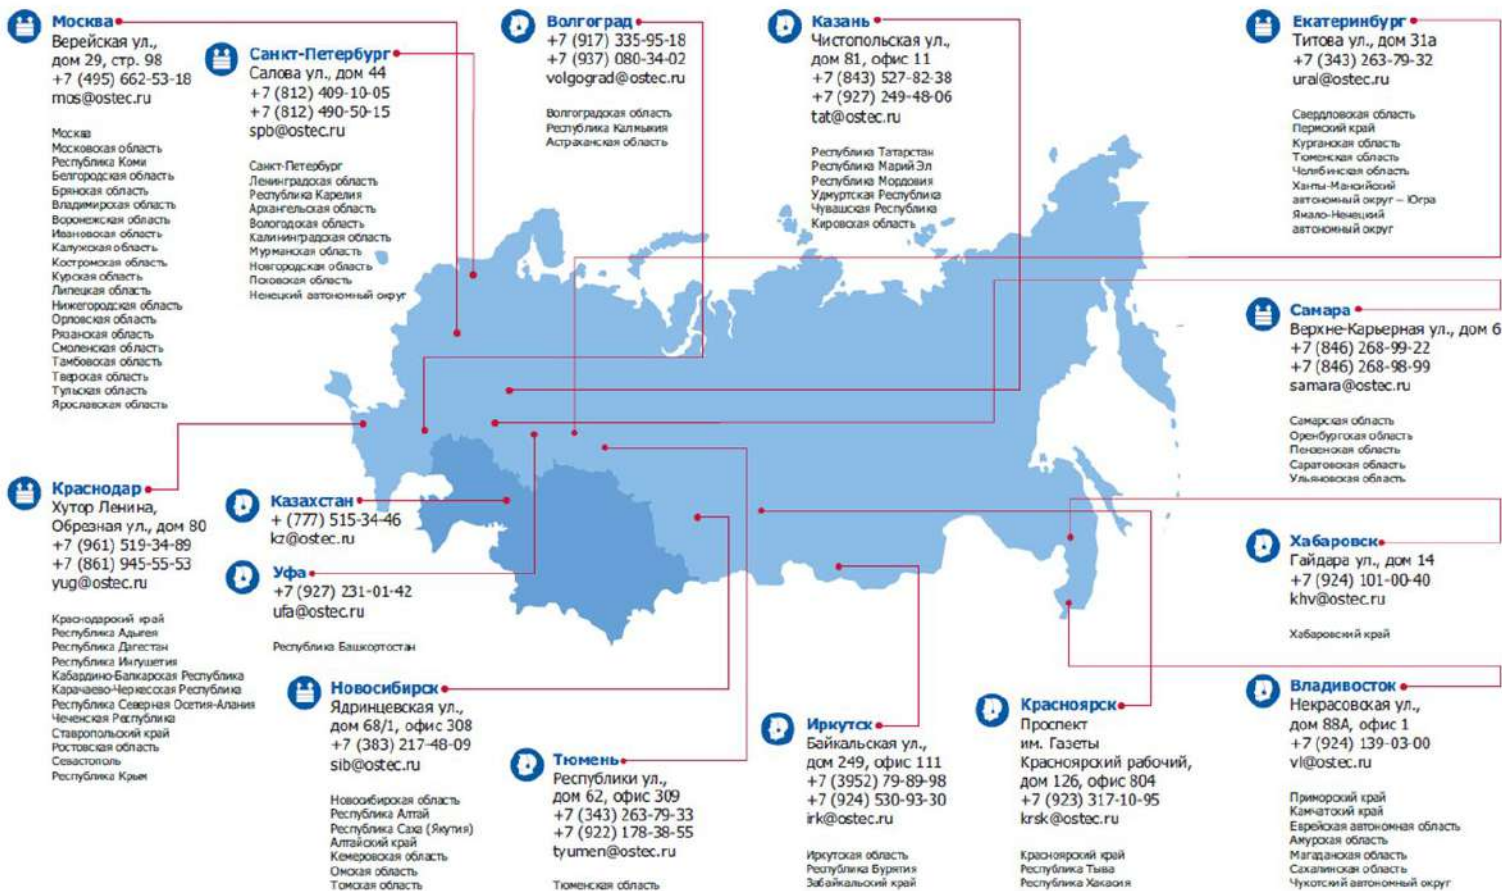 Москва
Верейская ул.,
дом 29, стр. 98
+7 (495) 662-53-18
mos@ostec.ru
Москва
Московская область
Республика Коми
Белгородская область
Брянская область
Владимирская область
Воронежская область
Ивановская область
Калужская область
Костромская область
Курская область
Липецкая область
Нижегородская область
Орловская область
Рязанская область
Смоленская область
Тамбовская область
Тверская область
Тульская область
Ярославская область
Санкт-Петербург
Салова ул., дом 44
+7 (812) 409-10-05
+7 (812) 490-50-15
spb@ostec.ru
Санкт-Петербург
Ленинградская область
Республика Карелия
Архангельская область
Вологодская область
Калининградская область
Мурманская область
Новгородская область
Псковская область
Ненецкий автономный округ
Волгоград
+7 (917) 335-95-18
+7 (937) 080-34-02
volgograd@ostec.ru
Волгоградская область
Республика Калмыкия
Астраханская область
Казань
Чистопольская ул.,
дом 81, офис 11
+7 (843) 527-82-38
+7 (927) 249-48-06
tat@ostec.ru
Республика Татарстан
Республика Марий Эл
Республика Мордовия
Удмуртская Республика
Чувашская Республика
Кировская область
Екатеринбург
Титова ул., дом 31а
+7 (343) 263-79-32
ural@ostec.ru
Свердловская область
Пермский край
Курганская область
Тюменская область
Челябинская область
Ханты-Мансийский
автономный округ – Югра
Ямало-Ненецкий
автономный округ
Самара
Верхне-Карьерная ул., дом 6
+7 (846) 268-99-22
+7 (846) 268-98-99
samara@ostec.ru
Самарская область
Оренбургская область
Пензенская область
Саратовская область
Ульяновская область
Краснодар
Хутор Ленина,
Обрезная ул., дом 80
+7 (961) 519-34-89
+7 (861) 945-55-53
yug@ostec.ru
Краснодарский край
Республика Адыгея
Республика Дагестан
Республика Ингушетия
Кабардино-Балкарская Республика
Карачаево-Черкесская Республика
Республика Северная Осетия-Алания
Чеченская Республика
Ставропольский край
Ростовская область
Севастополь
Республика Крым
Казахстан
+ (777) 515-34-46
kz@ostec.ru
Уфа
+7 (927) 231-01-42
ufa@ostec.ru
Республика Башкортостан
Новосибирск
Ядринцевская ул.,
дом 68/1, офис 308
+7 (383) 217-48-09
sib@ostec.ru
Новосибирская область
Республика Алтай
Республика Саха (Якутия)
Алтайский край
Кемеровская область
Омская область
Томская область
Тюмень
Республики ул.,
дом 62, офис 309
+7 (343) 263-79-33
+7 (922) 178-38-55
tyumen@ostec.ru
Тюменская область
Иркутск
Байкальская ул.,
дом 249, офис 111
+7 (3952) 79-89-98
+7 (924) 530-93-30
irk@ostec.ru
Иркутская область
Республика Бурятия
Забайкальский край
Красноярск
Проспект
им. Газеты
Красноярский рабочий,
дом 126, офис 804
+7 (923) 317-10-95
krsk@ostec.ru
Красноярский край
Республика Тыва
Республика Хакасия
Хабаровск
Гайдара ул., дом 14
+7 (924) 101-00-40
khv@ostec.ru
Хабаровский край
Владивосток
Некрасовская ул.,
дом 88А, офис 1
+7 (924) 139-03-00
vl@ostec.ru
Приморский край
Камчатский край
Еврейская автономная область
Амурская область
Магаданская область
Сахалинская область
Чукотский автономный округ